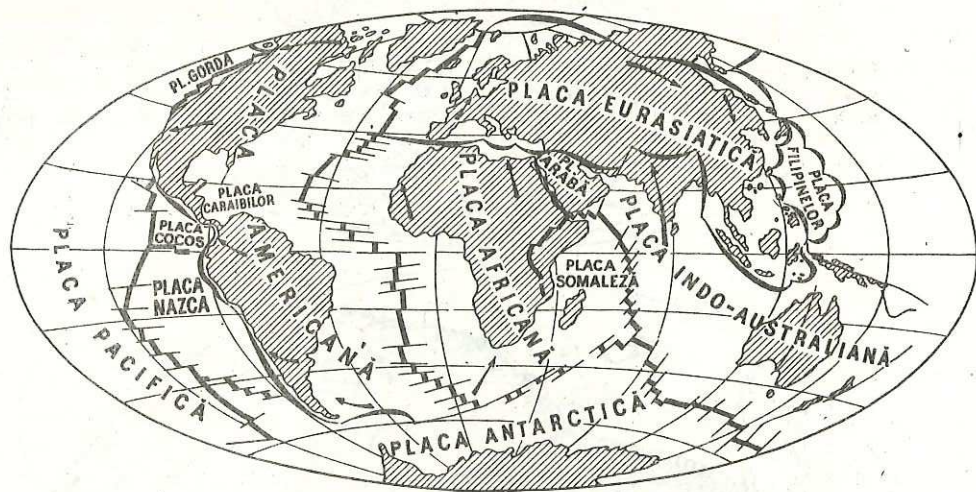 PL. GORDA
PLACA AMERICANĂ
PLACA EURASIATICĂ
PL. ARABĂ
PLACA FILIPINELOR
PLACA CARAIBILOR
PLACA COCOS
PLACA AFRICANĂ
PLACA SOMALEZĂ
PLACA INDO-AUSTRALIANĂ
PLACA NAZCA
PLACA PACIFICĂ
PLACA ANTARCTICĂ